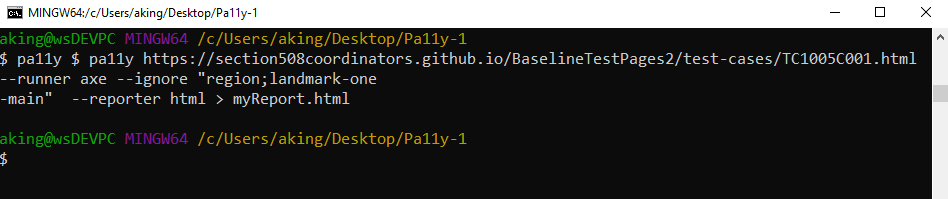 MINGW64:/c/Users/aking/Desktop/Pa11y-1
aking@wsDEVPC MINGW64 /c/Users/aking/Desktop/Pa11y-1
$ pa11y $ pa11y https://section508coordinators.github.io/BaselineTestPages2/test-cases/TC1005C001.html
--runner axe --ignore "region;landmark-one
-main"  --reporter html > myReport.html
aking@wsDEVPC MINGW64 /c/Users/aking/Desktop/Pa11y-1
$